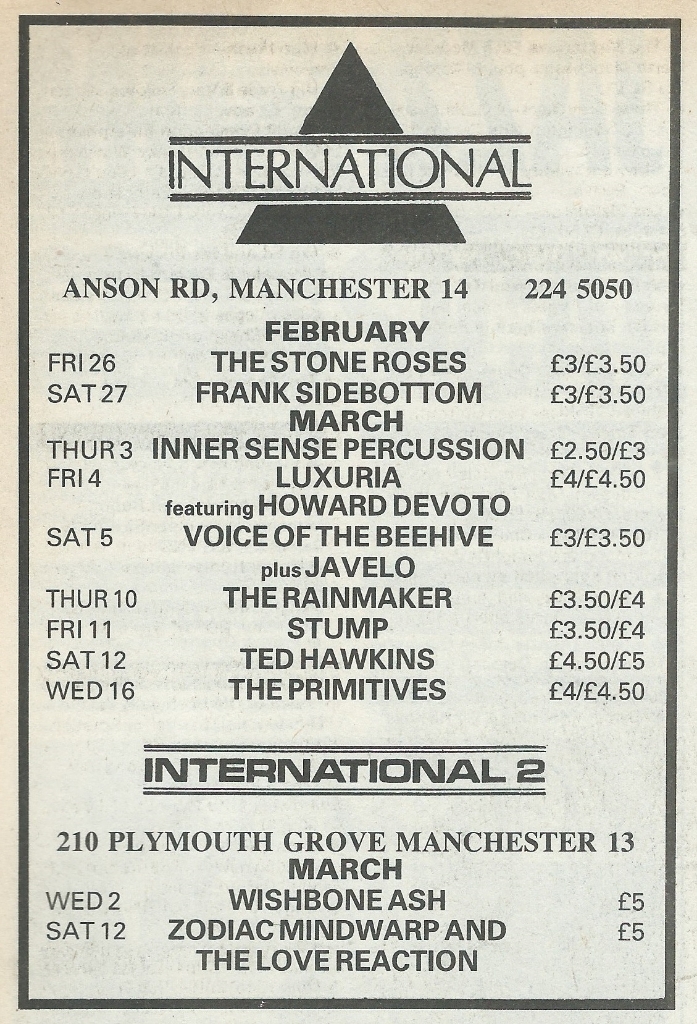 INTERNATIONAL
ANSON RD, MANCHESTER 14 224 5050
FEBRUARY
FRI 26 THE STONE ROSES £3/£3.50
SAT 27 FRANK SIDEBOTTOM £3/£3.50
MARCH
THUR 3 INNER SENSE PERCUSSION £2.50/£3
FRI 4 LUXURIA £4/£4.50
featuring HOWARD DEVOTO
SAT 5 VOICE OF THE BEEHIVE £3/£3.50
plus JAVELO
THUR 10 THE RAINMAKER £3.50/£4
FRI 11 STUMP £3.50/£4
SAT 12 TED HAWKINS £4.50/£5
WED 16 THE PRIMITIVES £4/£4.50
INTERNATIONAL 2
210 PLYMOUTH GROVE MANCHESTER 13
MARCH
WED 2 WISHBONE ASH £5
SAT 12 ZODIAC MINDWARP AND £5
THE LOVE REACTION